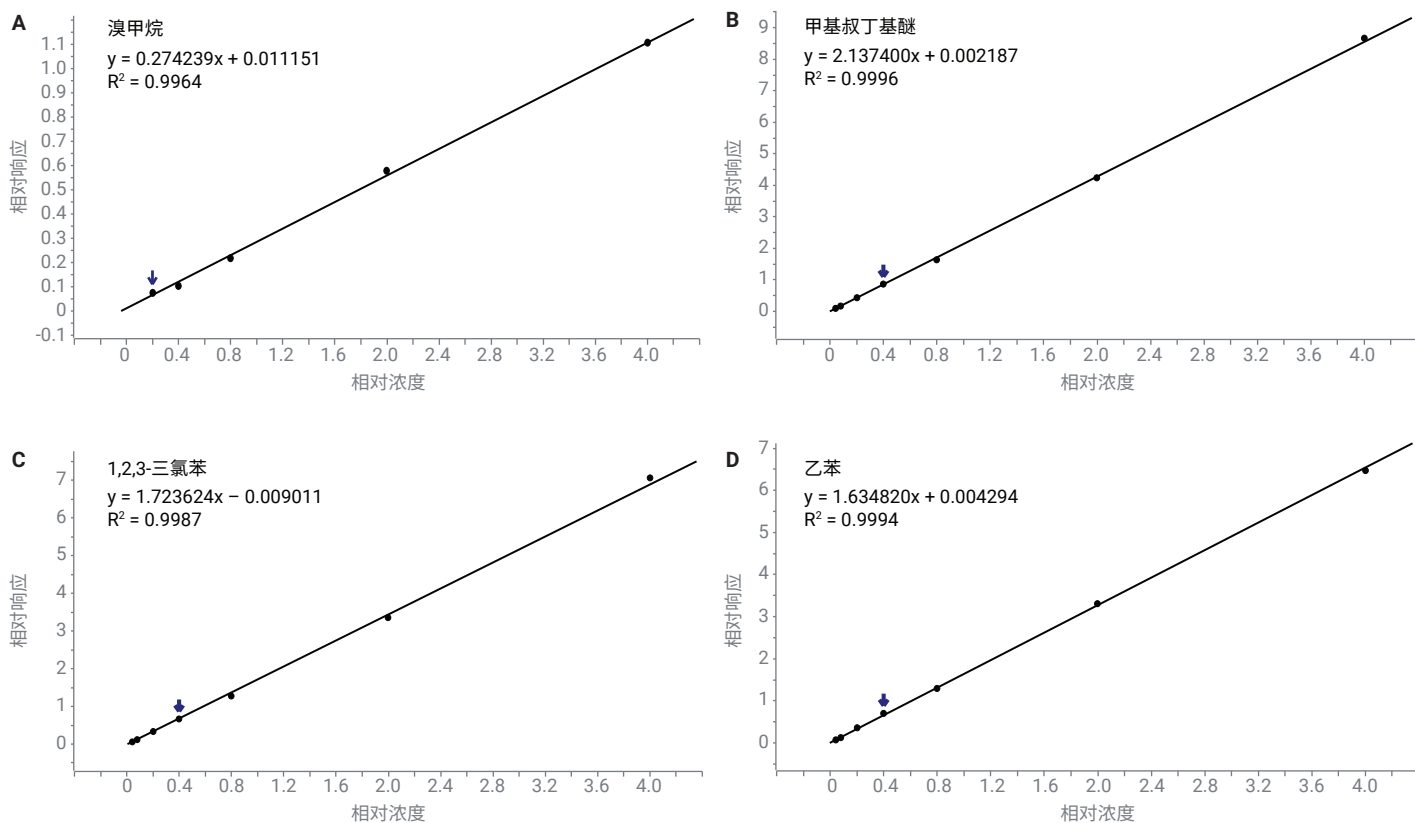 A
溴甲烷
y = 0.274239x + 0.011151
R² = 0.9964
相对响应
1.1
1.0
0.9
0.8
0.7
0.6
0.5
0.4
0.3
0.2
0.1
0
-0.1
0 0.4 0.8 1.2 1.6 2.0 2.4 2.8 3.2 3.6 4.0
相对浓度
B
甲基叔丁基醚
y = 2.137400x + 0.002187
R² = 0.9996
相对响应
9
8
7
6
5
4
3
2
1
0
0 0.4 0.8 1.2 1.6 2.0 2.4 2.8 3.2 3.6 4.0
相对浓度
C
1,2,3-三氯苯
y = 1.723624x – 0.009011
R² = 0.9987
相对响应
7
6
5
4
3
2
1
0
0 0.4 0.8 1.2 1.6 2.0 2.4 2.8 3.2 3.6 4.0
相对浓度
D
乙苯
y = 1.634820x + 0.004294
R² = 0.9994
相对响应
7
6
5
4
3
2
1
0
0 0.4 0.8 1.2 1.6 2.0 2.4 2.8 3.2 3.6 4.0
相对浓度